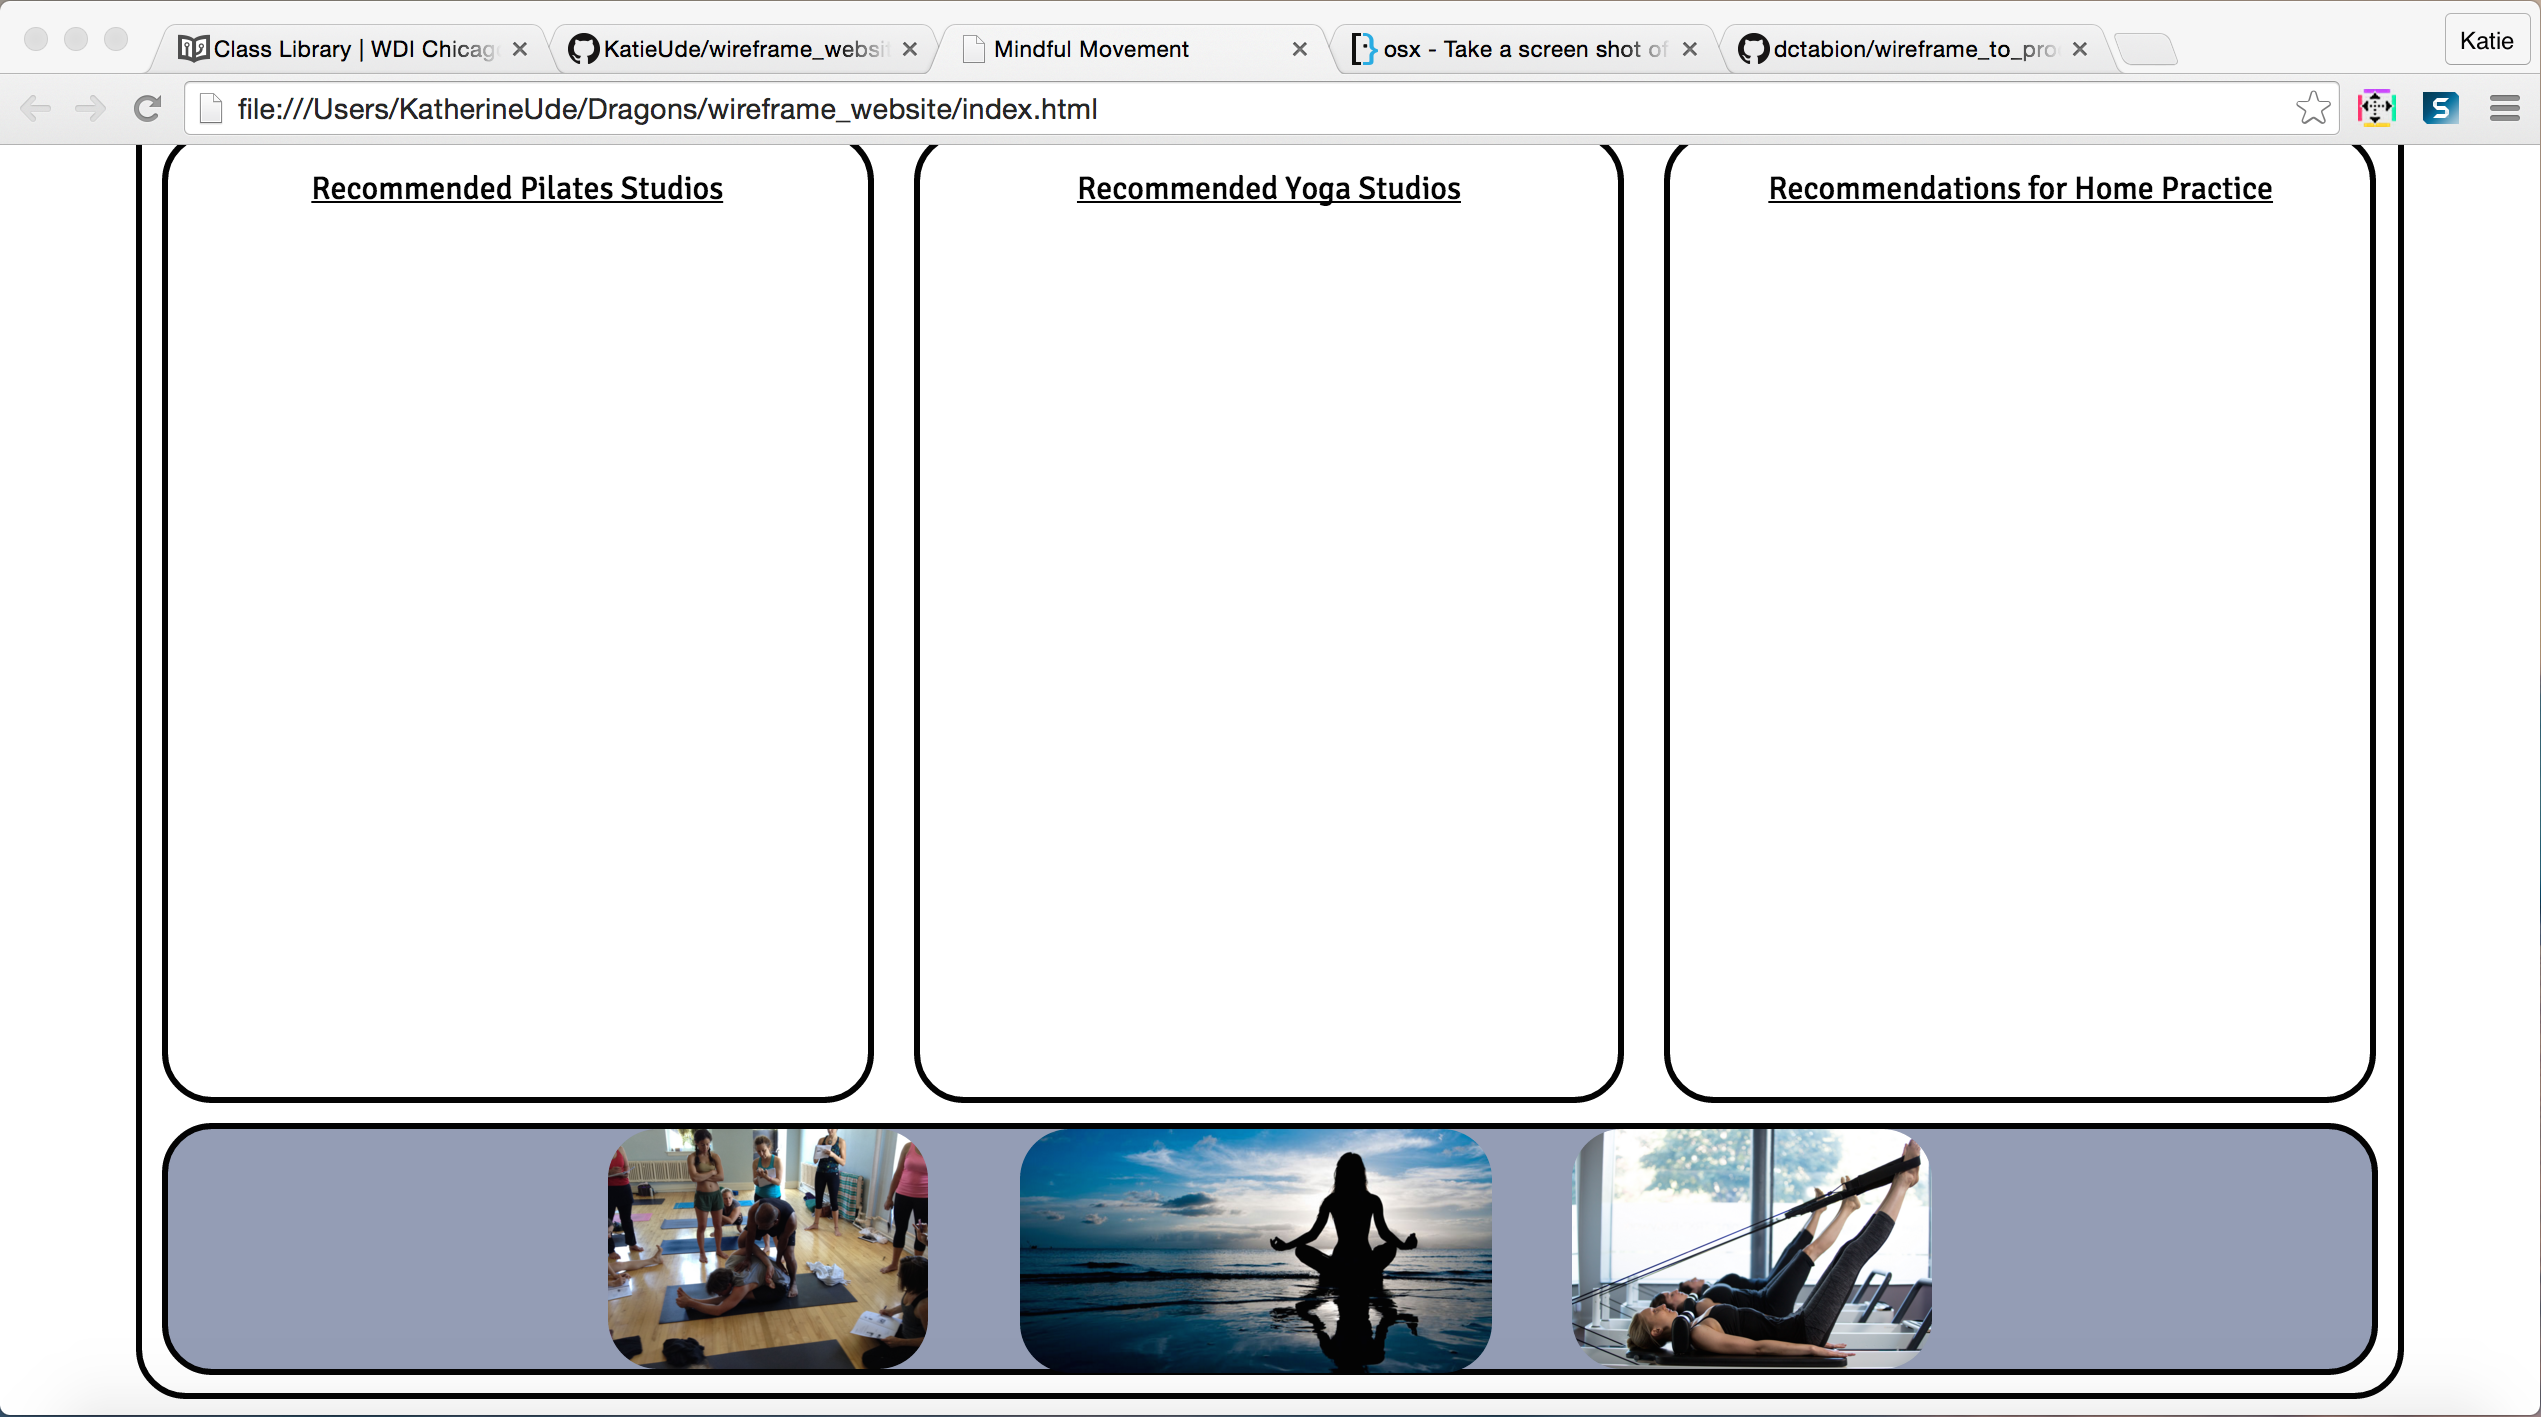 Class Library | WDI Chicag
KatieUde/wireframe_websit
Mindful Movement
osx - Take a screen shot of
dctabion/wireframe_to_pro
Katie
file:///Users/KatherineUde/Dragons/wireframe_website/index.html
S
Recommended Pilates Studios
Recommended Yoga Studios
Recommendations for Home Practice